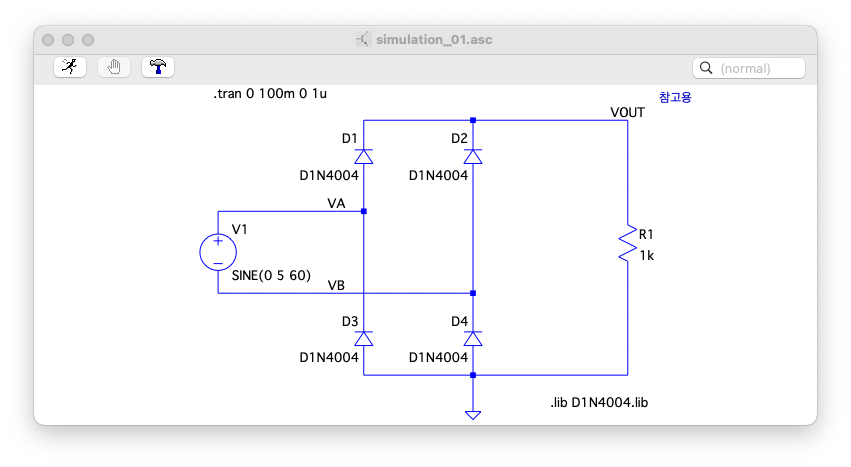 simulation_01.asc
(normal)
.tran 0 100m 0 1u
참고용
VOUT
D1
D2
D1N4004
D1N4004
VA
V1
R1
1k
SINE(0 5 60)
VB
D3
D4
D1N4004
D1N4004
.lib D1N4004.lib